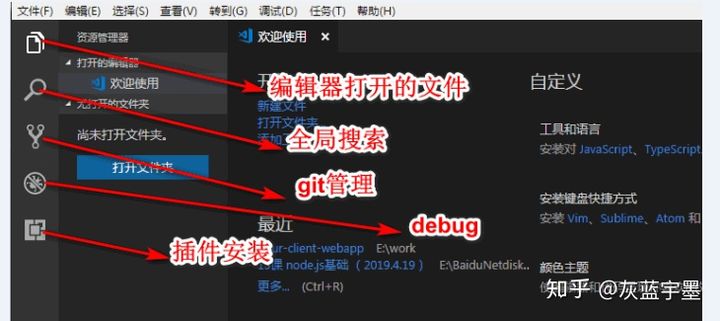 文件(F) 编辑(E) 选择(S) 查看(V) 转到(G) 调试(D) 任务(T) 帮助(H)
资源管理器
欢迎使用
打开的编辑器
欢迎使用
无打开的文件夹
尚未打开文件夹。
打开文件夹
编辑器打开的文件
全局搜索
git管理
debug
插件安装
新建文件
打开文件夹
最近
ur-client-webapp E:\work
15课 node.js基础 (2019.4.19) E:\BaiduNetdisk...
更多... (Ctrl+R)
自定义
工具和语言
安装对 JavaScript、TypeScript,
安装键盘快捷方式
安装 Vim、Sublime、Atom 和
颜色主题
知乎 @灰蓝宇墨